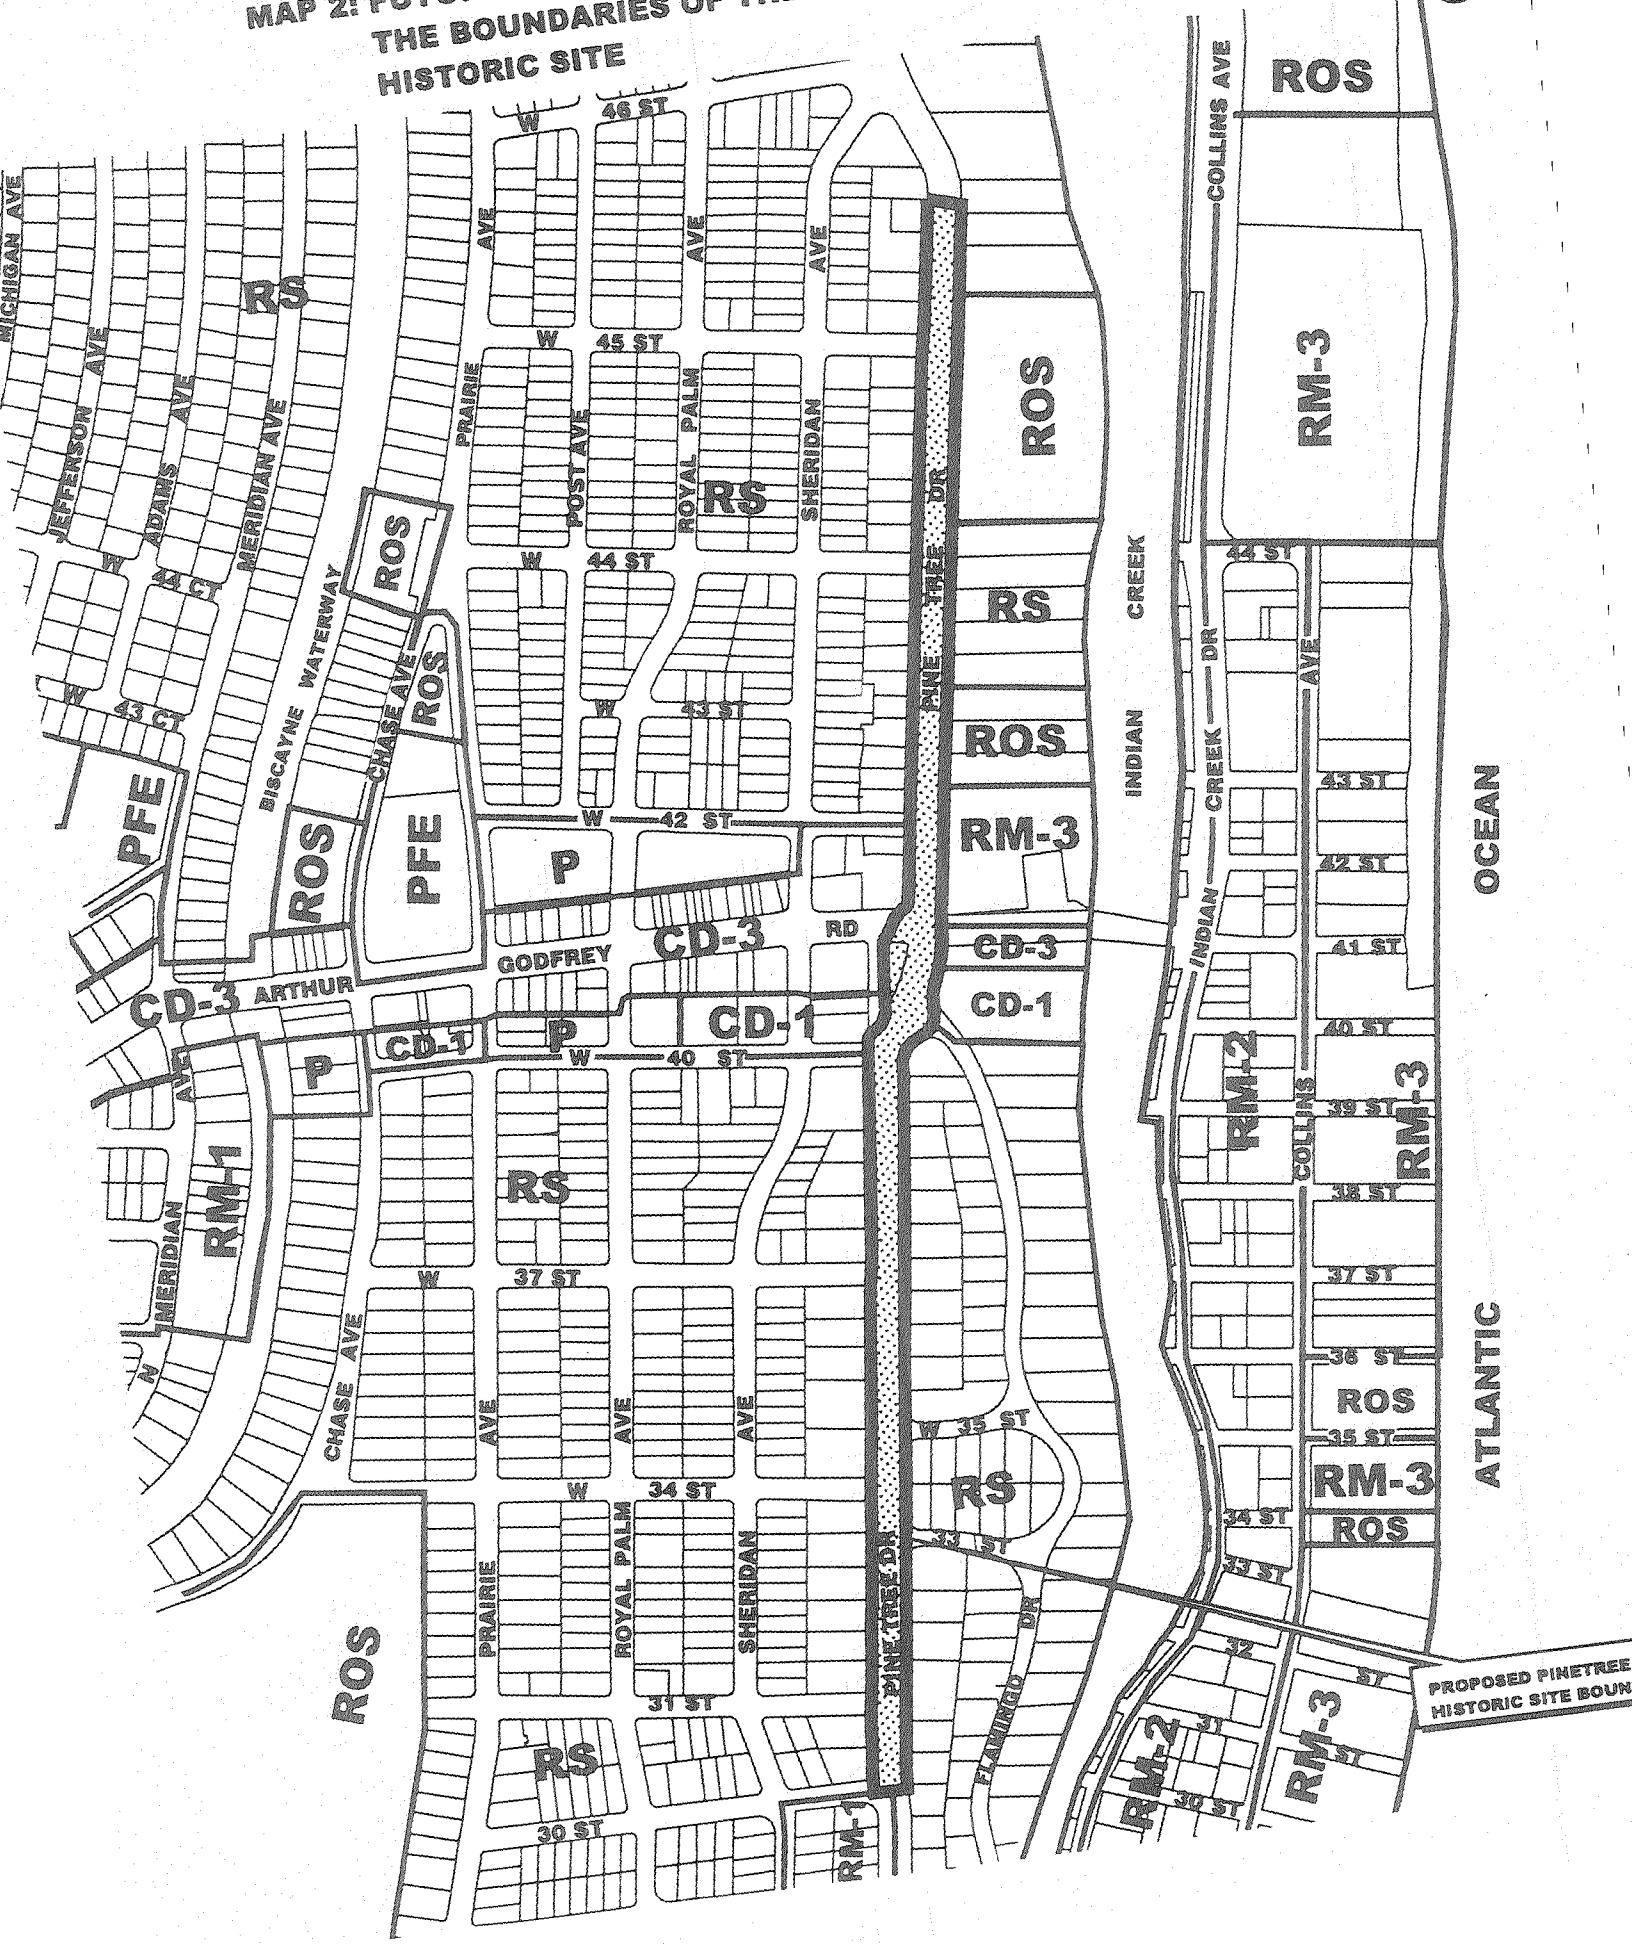 MAP 2:
THE BOUNDARIES OF
HISTORIC SITE
W 46 ST
COLLINS AVE
ROS
MICHIGAN AVE
RS
AVE
AVE
AVE
JEFFERSON AVE
ADAMS AVE
MERIDIAN AVE
W 45 ST
PRAIRIE
POST AVE
ROYAL PALM
RS
SHERIDAN
PINE TREE DR
ROS
RM-3
ROS
W 44 CT
W 44 ST
44 ST
BISCAYNE WATERWAY
CHASE AVE
ROS
RS
INDIAN CREEK
INDIAN CREEK DR
AVE
W 43 CT
W 43 ST
ROS
43 ST
PFE
ROS
PFE
W 42 ST
P
RM-3
42 ST
OCEAN
CD-3
RD
GODFREY
ARTHUR
CD-3
CD-3
41 ST
CD-1
P
CD-1
CD-1
P
W 40 ST
40 ST
AVE
RM-2
39 ST
RM-3
COLLINS
RM-1
MERIDIAN
RS
38 ST
W 37 ST
37 ST
N
CHASE AVE
AVE
AVE
AVE
36 ST
ROS
W 35 ST
35 ST
ATLANTIC
RS
RM-3
W 34 ST
34 ST
ROS
33 ST
33 ST
PRAIRIE
ROYAL PALM
SHERIDAN
PINE TREE DR
FLAMINGO DR
ROS
32 ST
PROPOSED PINETREE
HISTORIC SITE
31 ST
31 ST
RS
RM-2
RM-3
30 ST
30 ST
RM-1